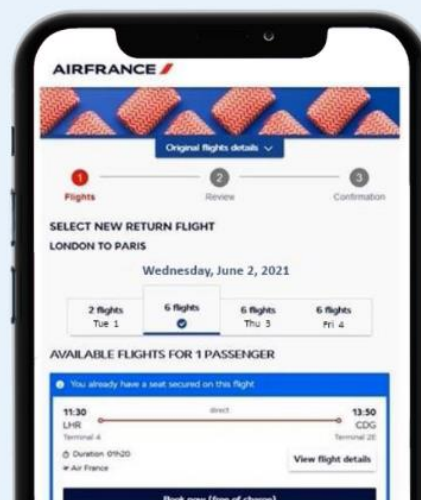 AIRFRANCE
Original flights details
1 2 3
Flights Review Confirmation
SELECT NEW RETURN FLIGHT
LONDON TO PARIS
Wednesday, June 2, 2021
2 flights 6 flights 6 flights 6 flights
Tue 1 Thu 3 Fri 4
AVAILABLE FLIGHTS FOR 1 PASSENGER
You already have a seat secured on this flight
11:30 direct 13:50
LHR CDG
Terminal 4 Terminal 2E
Duration 01h20
Air France View flight details
Book now (free of charge)